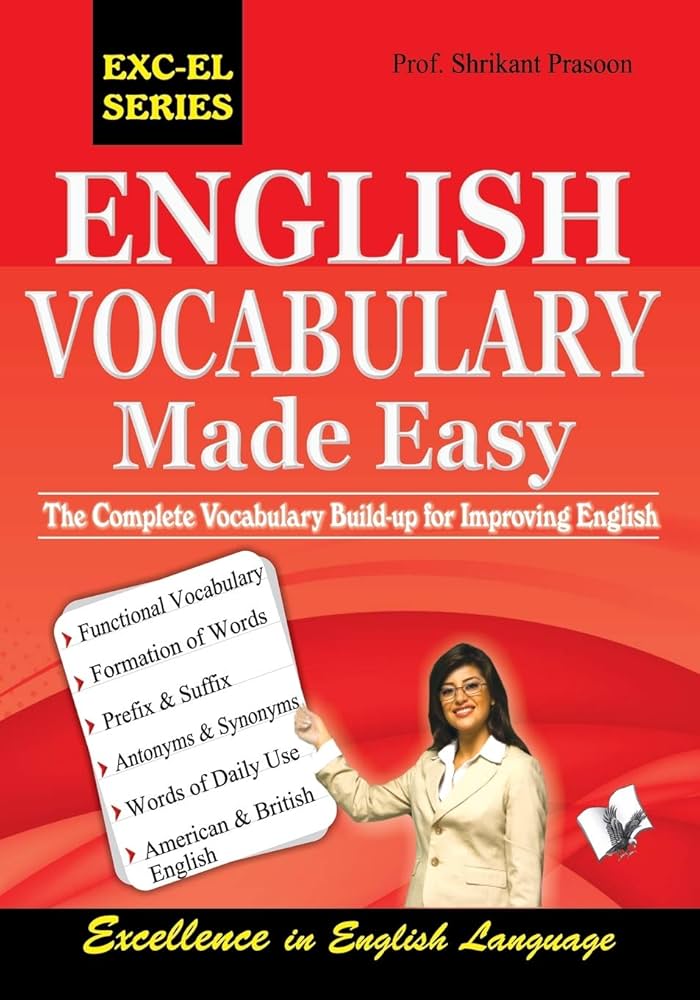 EXC-EL
SERIES
Prof. Shrikant Prasoon
ENGLISH
VOCABULARY
Made Easy
The Complete Vocabulary Build-up for Improving English
Functional Vocabulary
Formation of Words
Prefix & Suffix
Antonyms & Synonyms
Words of Daily Use
American & British
English
Excellence in English Language